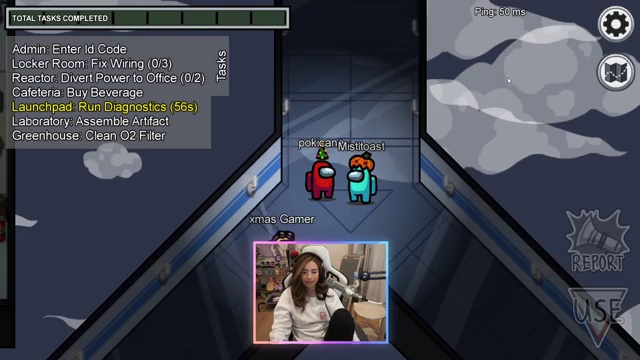 TOTAL TASKS COMPLETED
Ping: 50 ms
Admin: Enter Id Code
Locker Room: Fix Wiring (0/3)
Reactor: Divert Power to Office (0/2)
Cafeteria: Buy Beverage
Launchpad: Run Diagnostics (56s)
Laboratory: Assemble Artifact
Greenhouse: Clean O2 Filter
Tasks
Mistitoast
xmas Gamer
REPORT
USE